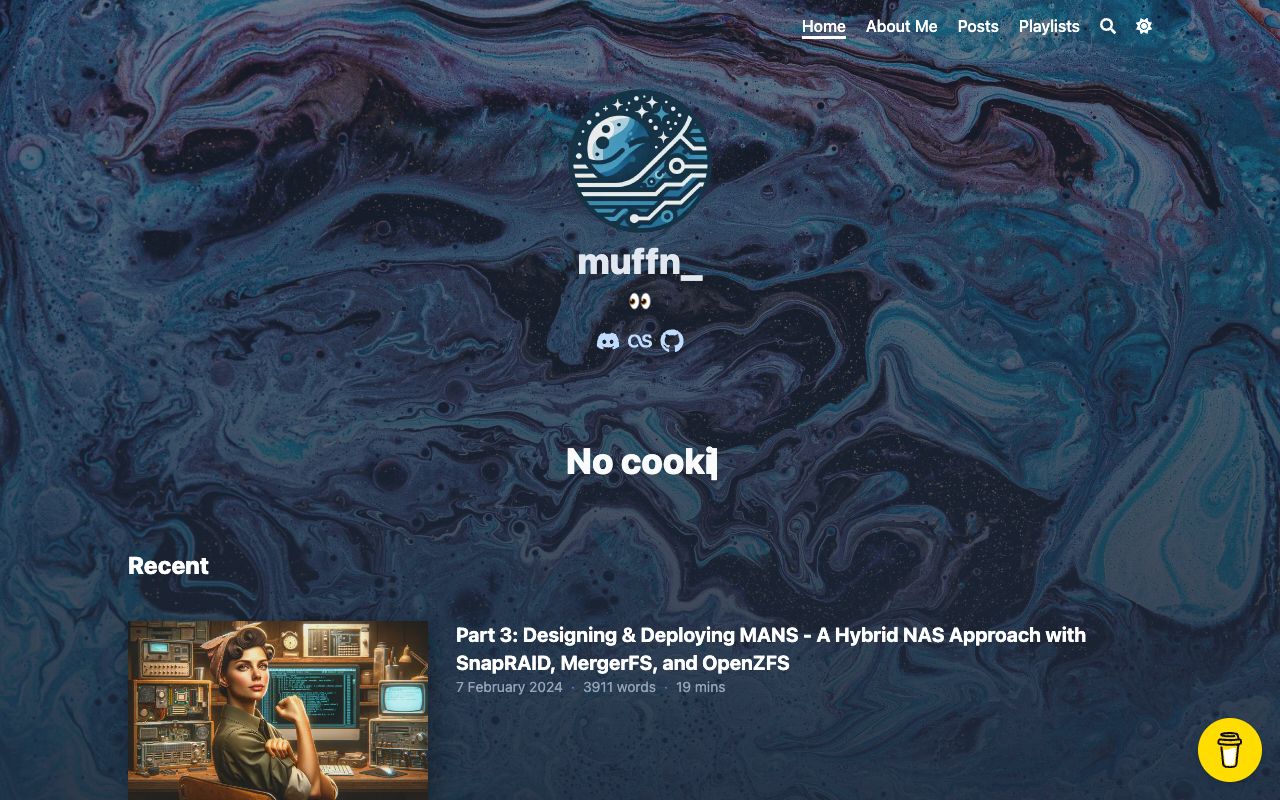 Home About Me Posts Playlists
muffn_
No cooki
Recent
Part 3: Designing & Deploying MANS - A Hybrid NAS Approach with
SnapRAID, MergerFS, and OpenZFS
7 February 2024 · 3911 words · 19 mins